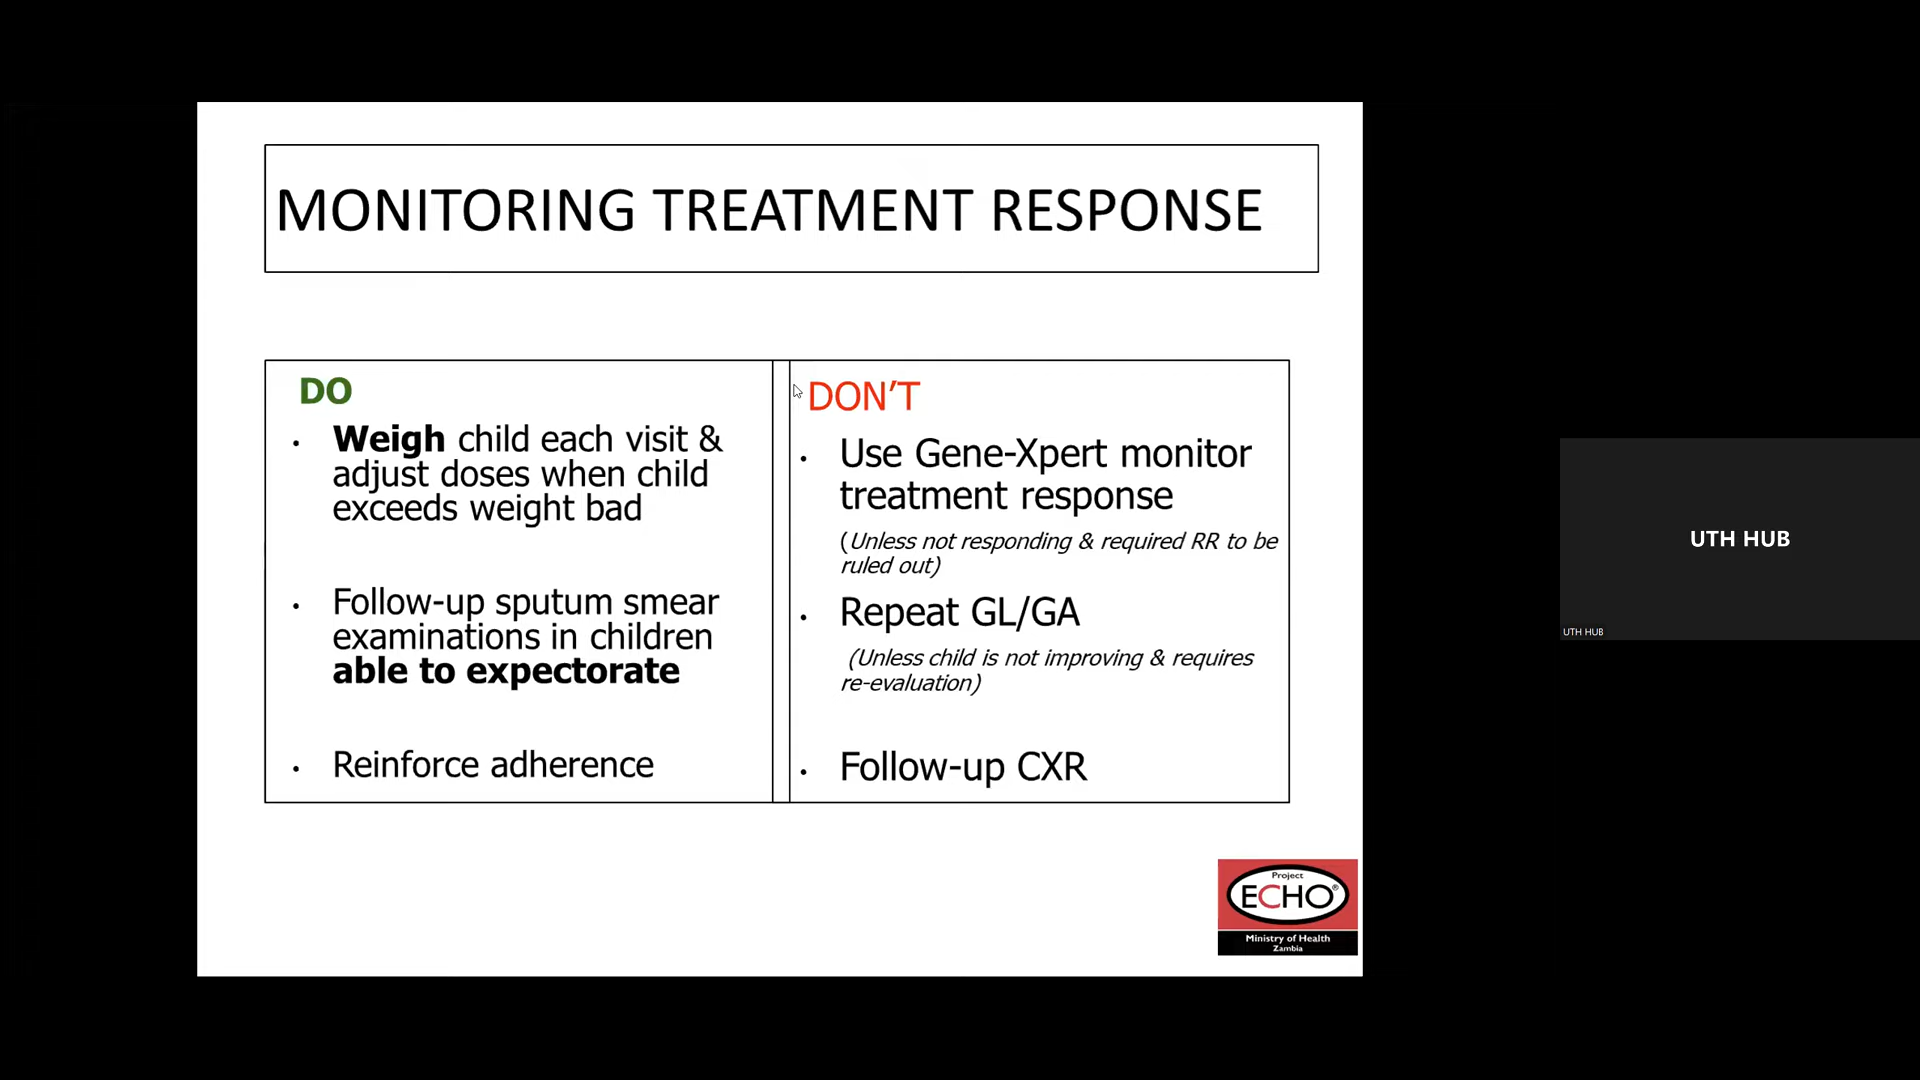 MONITORING TREATMENT RESPONSE
DO
• Weigh child each visit &
adjust doses when child
exceeds weight bad
• Follow-up sputum smear
examinations in children
able to expectorate
• Reinforce adherence
DON’T
• Use Gene-Xpert monitor
treatment response
(Unless not responding & required RR to be
ruled out)
• Repeat GL/GA
(Unless child is not improving & requires
re-evaluation)
• Follow-up CXR
Project
ECHO®
Ministry of Health
Zambia
UTH HUB
UTH HUB